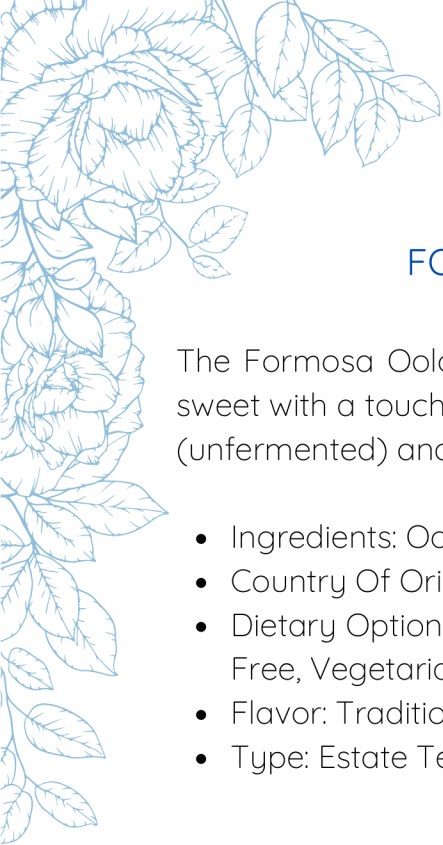 FO
The Formosa Oolo
sweet with a touch
(unfermented) and
• Ingredients: Oo
• Country Of Ori
• Dietary Option
Free, Vegetaria
• Flavor: Traditio
• Type: Estate Te